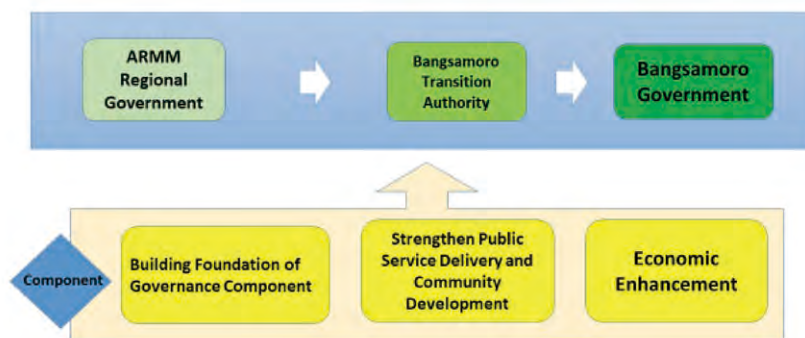 ARMM
Regional
Government
Bangsamoro
Transition
Authority
Bangsamoro
Government
Component
Building Foundation of
Governance Component
Strengthen Public
Service Delivery and
Community
Development
Economic
Enhancement